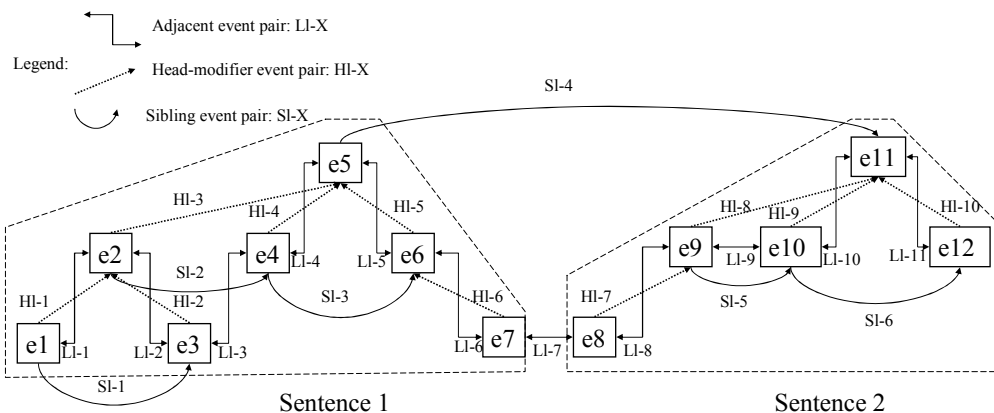 Adjacent event pair: Ll-X
Legend:
Head-modifier event pair: Hl-X
Sibling event pair: Sl-X
Sl-4
e5
e11
Hl-3
Hl-4
Hl-5
Hl-8
Hl-9
Hl-10
e2
e4
e6
e9
e10
e12
Sl-2
Ll-4
Ll-5
Ll-9
Ll-10
Ll-11
Hl-1
Hl-2
Sl-3
Hl-6
Hl-7
Sl-5
Sl-6
e1
Ll-1
Ll-2
e3
Ll-3
Ll-6
e7
Ll-7
e8
Ll-8
Sl-1
Sentence 1
Sentence 2